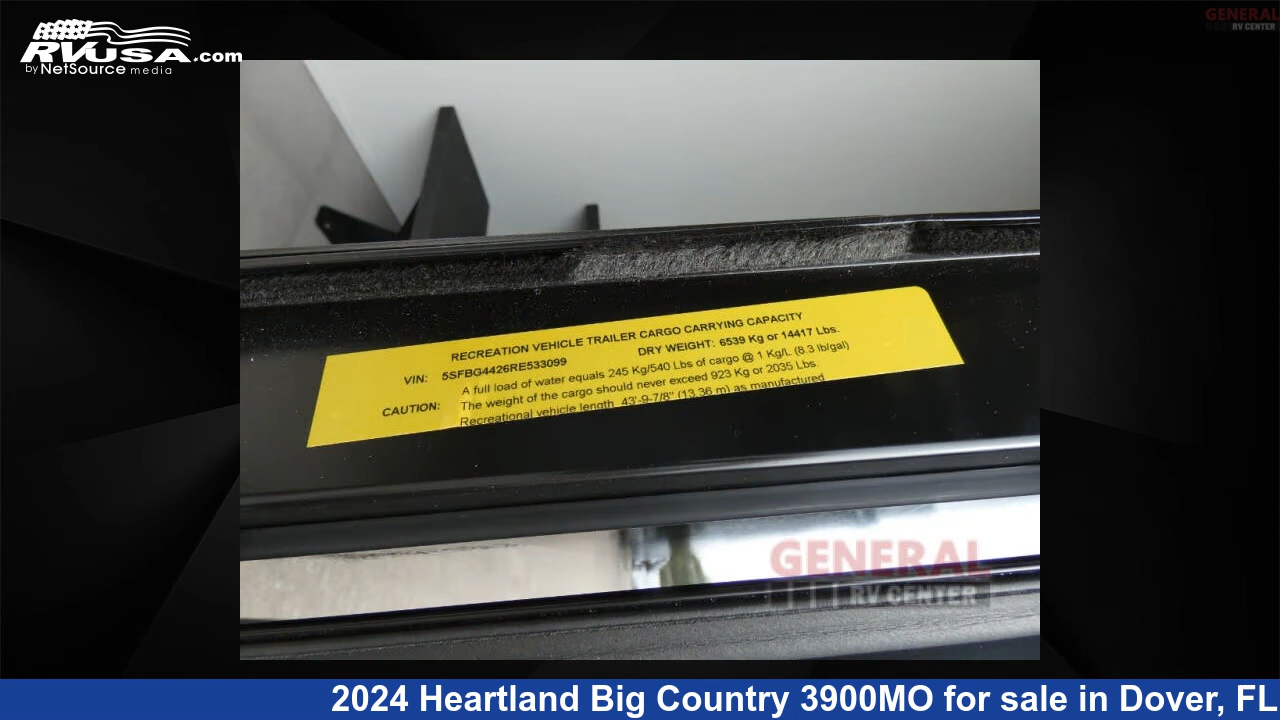 RVUSA.com
by NetSource media
GENERAL
RV CENTER
RECREATION VEHICLE TRAILER CARGO CARRYING CAPACITY
VIN: 5SFBG4426RE533099 DRY WEIGHT: 6539 Kg or 14417 Lbs.
A full load of water equals 245 Kg/540 Lbs of cargo @ 1 Kg/L (8.3 lb/gal)
CAUTION: The weight of the cargo should never exceed 923 Kg or 2035 Lbs
Recreational vehicle length 43'-9-7/8" (13.36 m) as manufactured
GENERAL
RV CENTER
2024 Heartland Big Country 3900MO for sale in Dover, FL